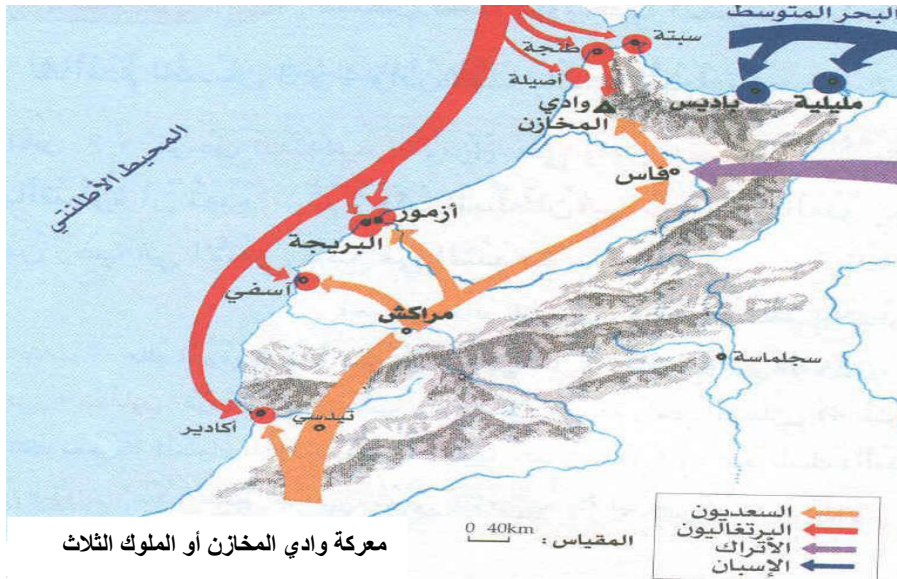 البحر المتوسط
سبتة
طنجة
أصيلة
وادي
المخازن
باديس
مليلية
المحيط الأطلنتي
فاس
أزمور
البريجة
آسفي
مراكش
سجلماسة
تيدسي
أكادير
السعديون
البرتغاليون
الأتراك
الإسبان
المقياس : 0 40km
معركة وادي المخازن أو الملوك الثلاث